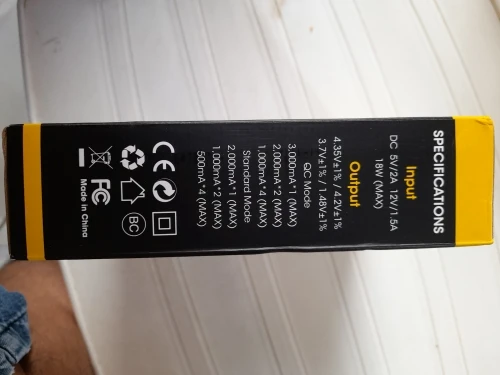 SPECIFICATIONS
Input
DC 5V/2A 12V/1.5A
18W (MAX)
Output
4.35V±1% / 4.2V±1%
3.7V±1% / 1.48V±1%
QC Mode
3,000mA*1 (MAX)
2,000mA*2 (MAX)
1,000mA*4 (MAX)
Standard Mode
2,000mA*1 (MAX)
1,000mA*2 (MAX)
500mA*4 (MAX)
CE
BC
FC
Made in China